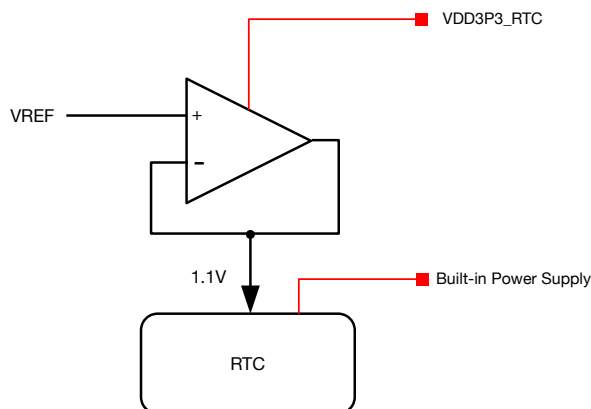 VDD3P3_RTC
VREF
+
-
1.1V
Built-in Power Supply
RTC